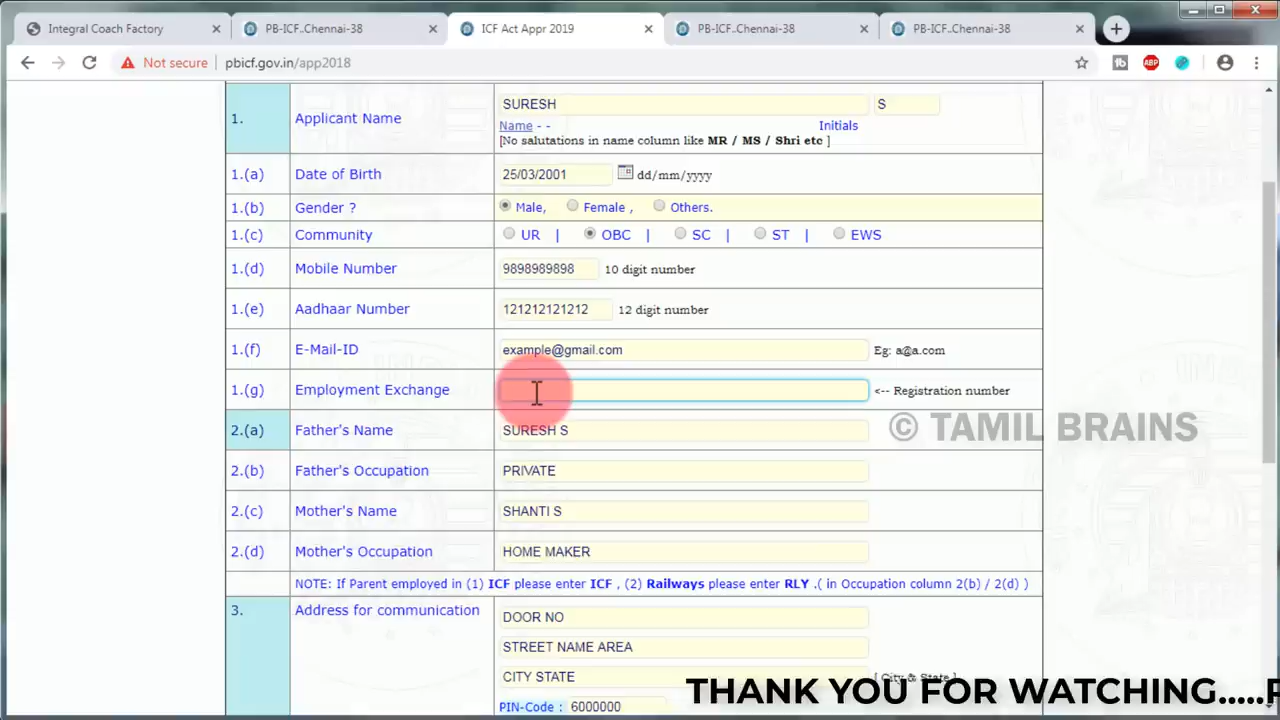 Integral Coach Factory
PB-ICF..Chennai-38
ICF Act Appr 2019
PB-ICF..Chennai-38
PB-ICF..Chennai-38
Not secure
pbicf.gov.in/app2018
ABP
1.
Applicant Name
SURESH
S
Name - -
Initials
[No salutations in name column like MR / MS / Shri etc ]
1.(a)
Date of Birth
25/03/2001
dd/mm/yyyy
1.(b)
Gender ?
Male,
Female ,
Others.
1.(c)
Community
UR |
OBC |
SC |
ST |
EWS
1.(d)
Mobile Number
9898989898
10 digit number
1.(e)
Aadhaar Number
121212121212
12 digit number
1.(f)
E-Mail-ID
example@gmail.com
Eg: a@a.com
1.(g)
Employment Exchange
<-- Registration number
© TAMIL BRAINS
2.(a)
Father's Name
SURESH S
2.(b)
Father's Occupation
PRIVATE
2.(c)
Mother's Name
SHANTI S
2.(d)
Mother's Occupation
HOME MAKER
NOTE: If Parent employed in (1) ICF please enter ICF , (2) Railways please enter RLY .( in Occupation column 2(b) / 2(d) )
3.
Address for communication
DOOR NO
STREET NAME AREA
CITY STATE
[ City & State ]
PIN-Code :
6000000
THANK YOU FOR WATCHING.....